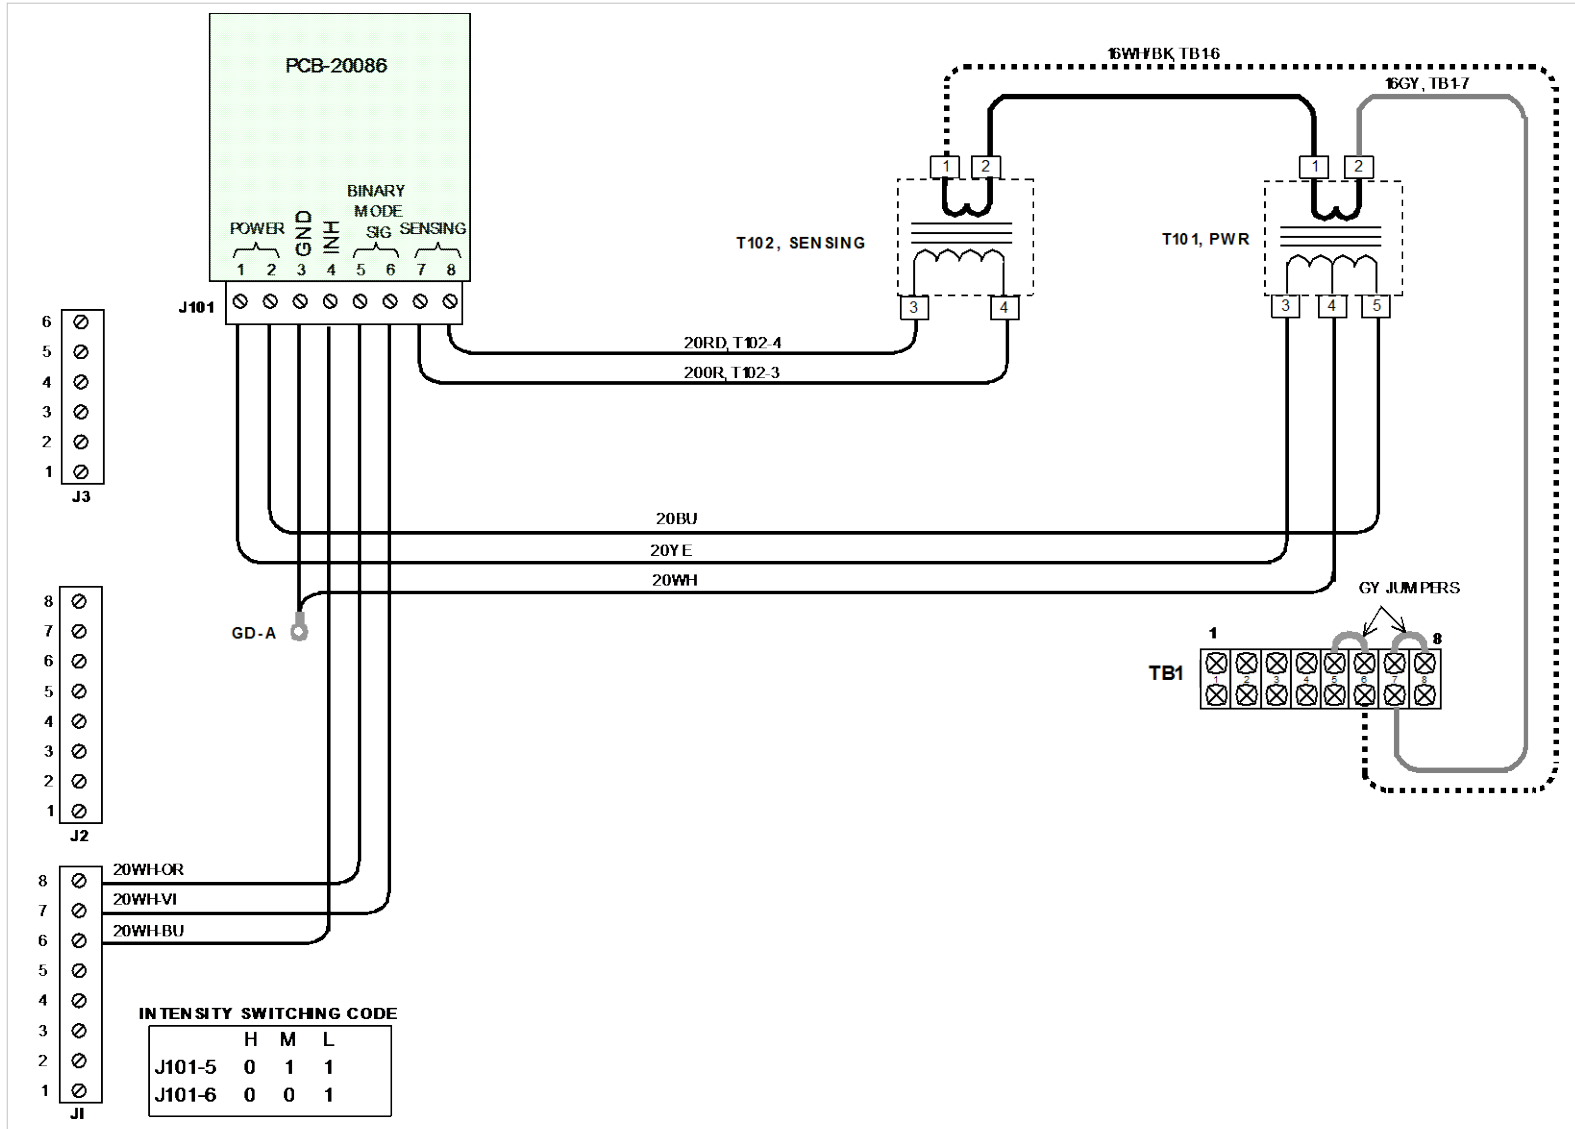 PCB-20086
BINARY
MODE
POWER GND INH SIG SENSING
1 2 3 4 5 6 7 8
J101
16WH/BK, TB1-6
16GY, TB1-7
1 2
T102, SENSING
3 4
1 2
T101, PWR
3 4 5
20RD, T102-4
200R, T102-3
20BU
20YE
20WH
GD-A
GY JUMPERS
1 8
TB1
1 2 3 4 5 6 7 8
6
5
4
3
2
1
J3
8
7
6
5
4
3
2
1
J2
8
7
6
5
4
3
2
1
J1
20WH-OR
20WH-VI
20WH-BU
INTENSITY SWITCHING CODE
H M L
J101-5 0 1 1
J101-6 0 0 1